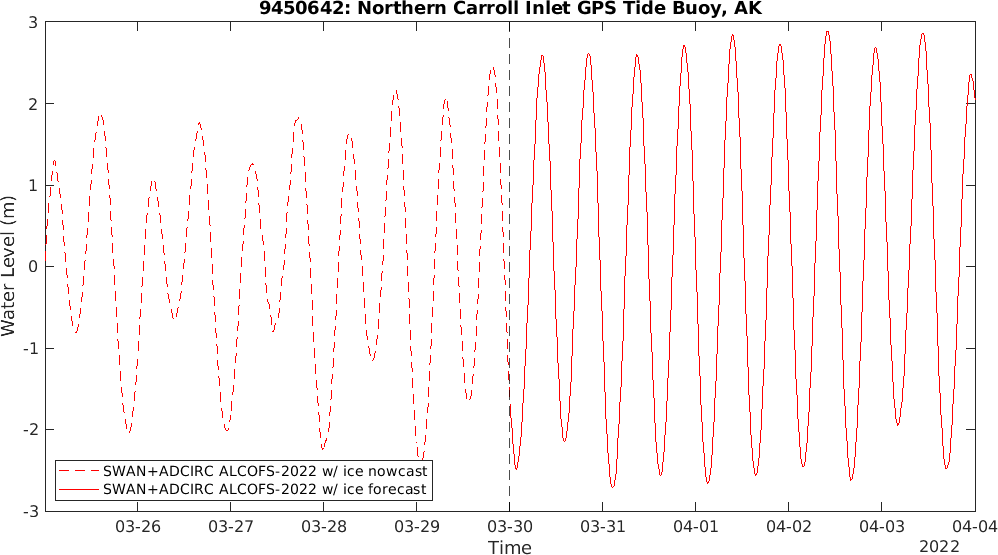 9450642: Northern Carroll Inlet GPS Tide Buoy, AK
3
2
1
0
-1
-2
-3
Water Level (m)
SWAN+ADCIRC ALCOFS-2022 w/ ice nowcast
SWAN+ADCIRC ALCOFS-2022 w/ ice forecast
03-26 03-27 03-28 03-29 03-30 03-31 04-01 04-02 04-03 04-04
Time
2022